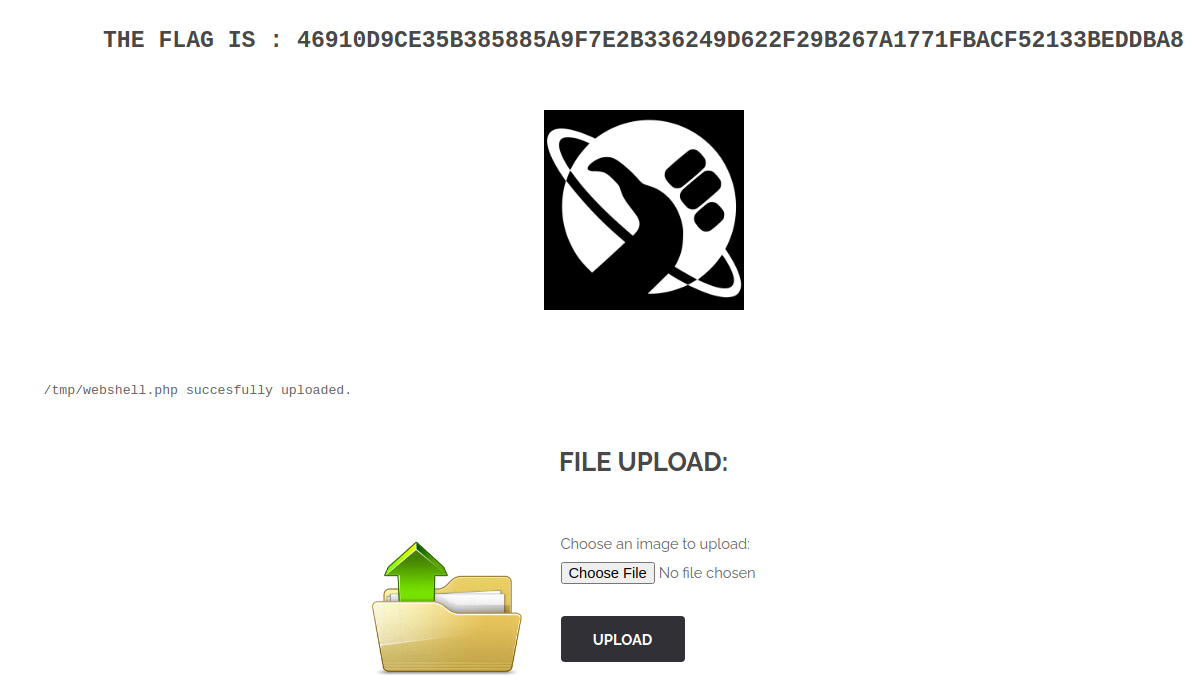 THE FLAG IS : 46910D9CE35B385885A9F7E2B336249D622F29B267A1771FBACF52133BEDDBA8
/tmp/webshell.php succesfully uploaded.
FILE UPLOAD:
Choose an image to upload:
Choose File No file chosen
UPLOAD